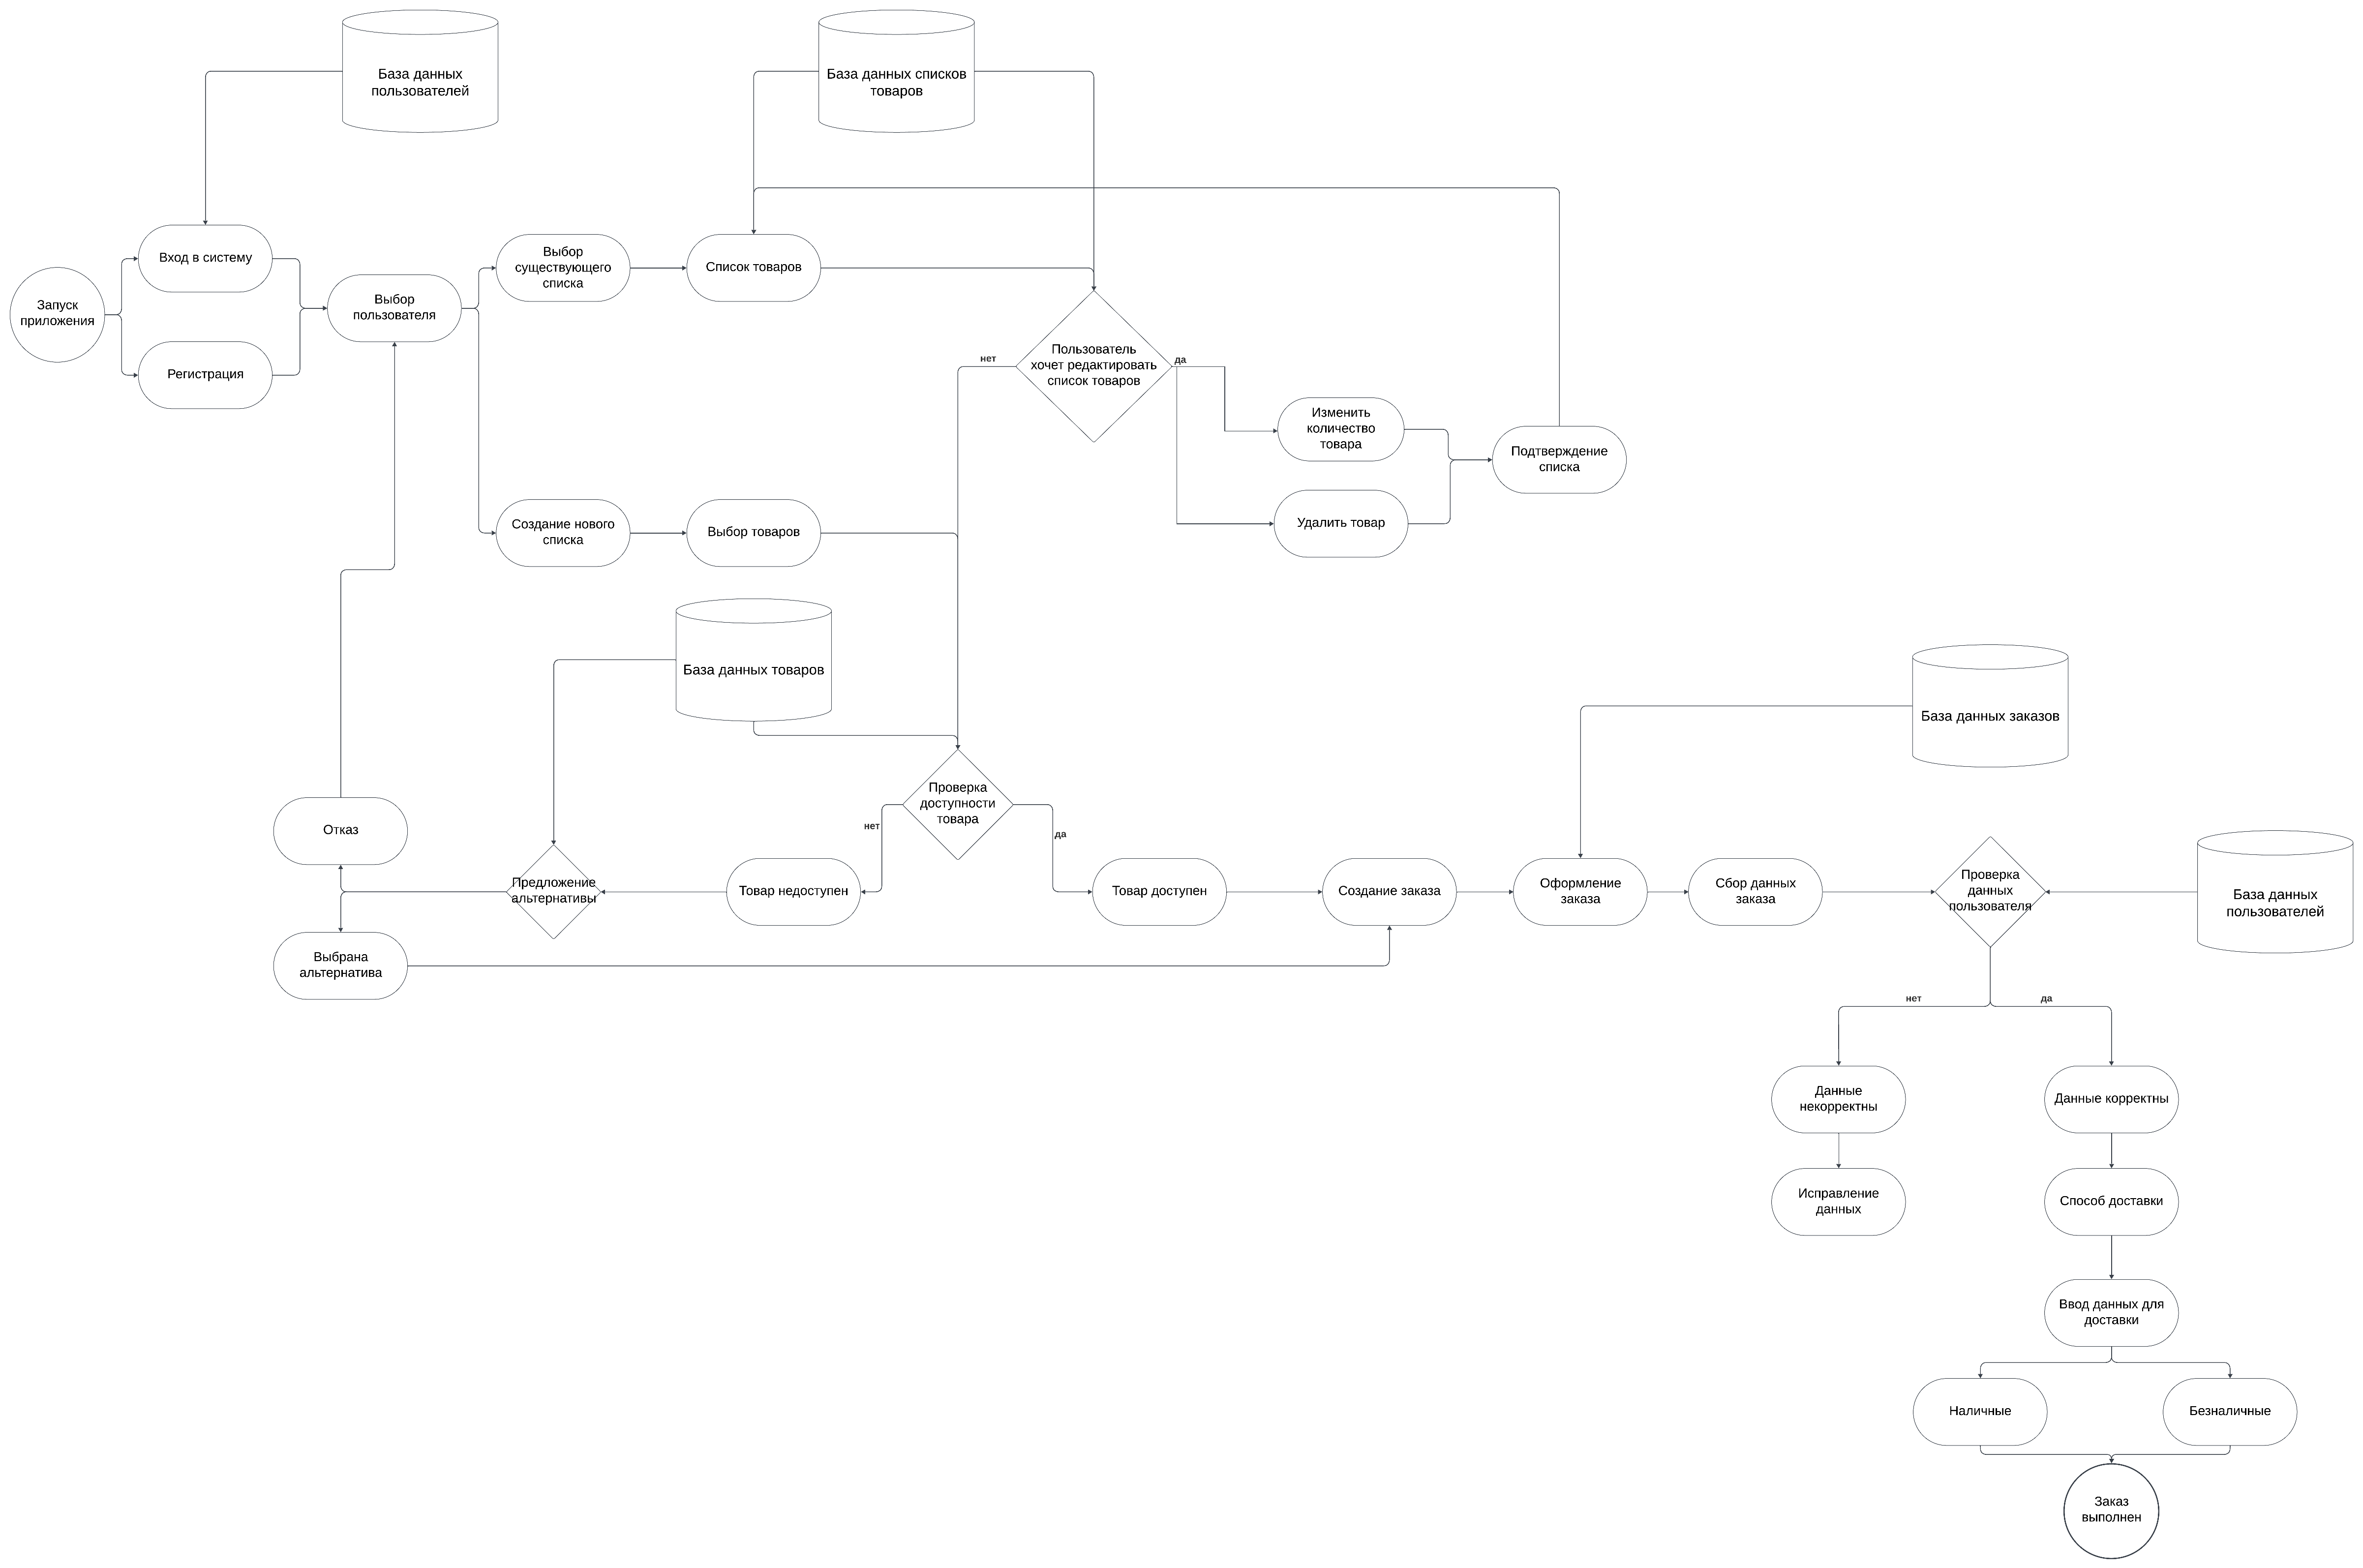 База данных
пользователей
База данных списков
товаров
Вход в систему
Запуск
приложения
Регистрация
Выбор
пользователя
Выбор
существующего
списка
Список товаров
Пользователь
хочет редактировать
список товаров
нет
да
Изменить
количество
товара
Удалить товар
Подтверждение
списка
Создание нового
списка
Выбор товаров
База данных товаров
База данных заказов
Проверка
доступности
товара
нет
да
Отказ
Предложение
альтернативы
Товар недоступен
Товар доступен
Создание заказа
Оформление
заказа
Сбор данных
заказа
Проверка
данных
пользователя
База данных
пользователей
Выбрана
альтернатива
нет
да
Данные
некорректны
Данные корректны
Исправление
данных
Способ доставки
Ввод данных для
доставки
Наличные
Безналичные
Заказ
выполнен